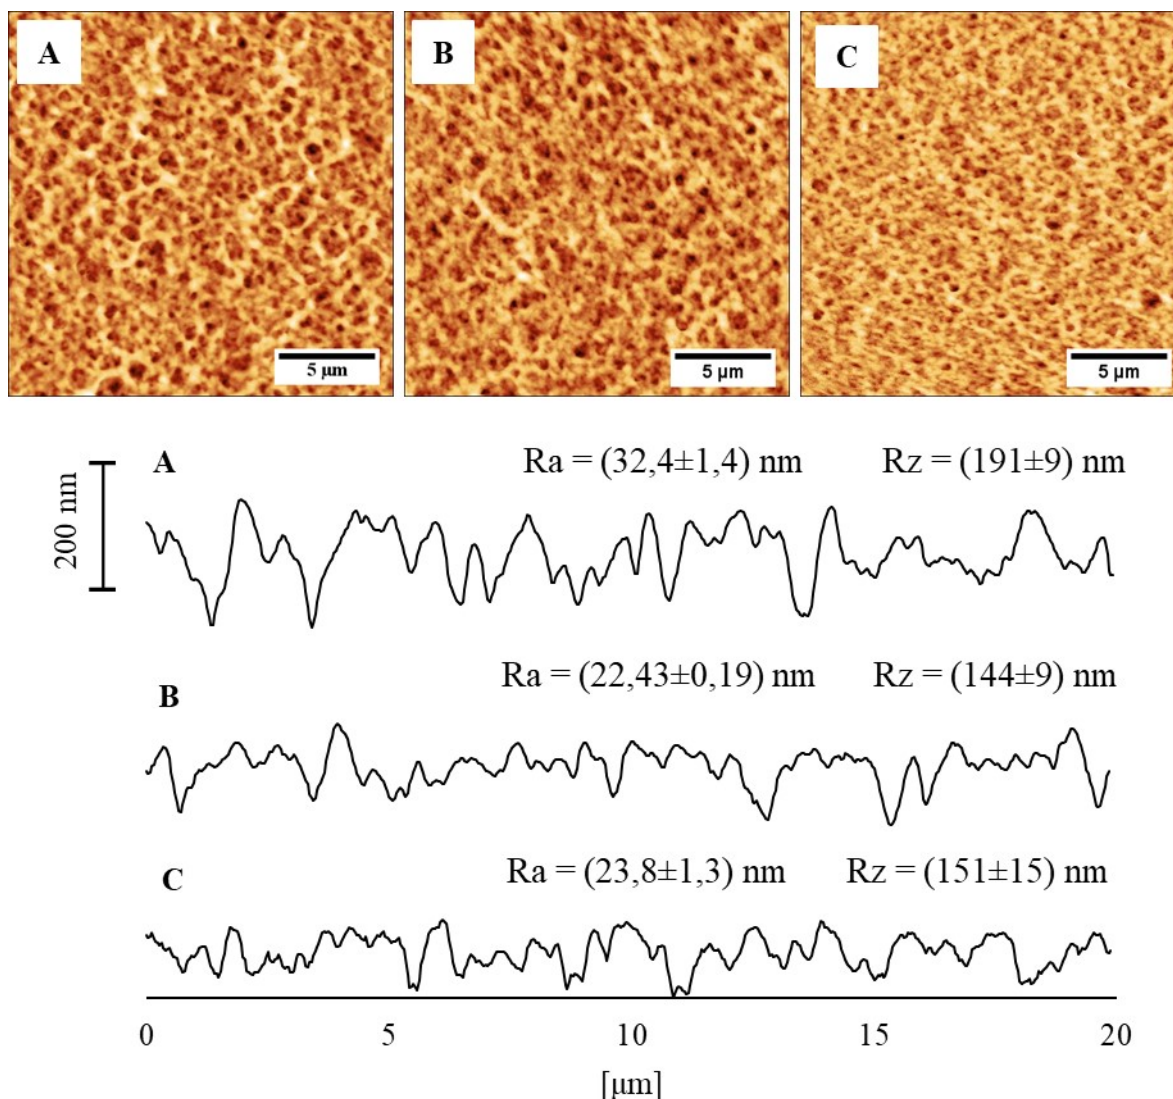 A B C
5 μm 5 μm 5 μm
A Ra = (32,4±1,4) nm Rz = (191±9) nm
200 nm
Ra = (22,43±0,19) nm Rz = (144±9) nm
B
C Ra = (23,8±1,3) nm Rz = (151±15) nm
0 5 10 15 20
[μm]